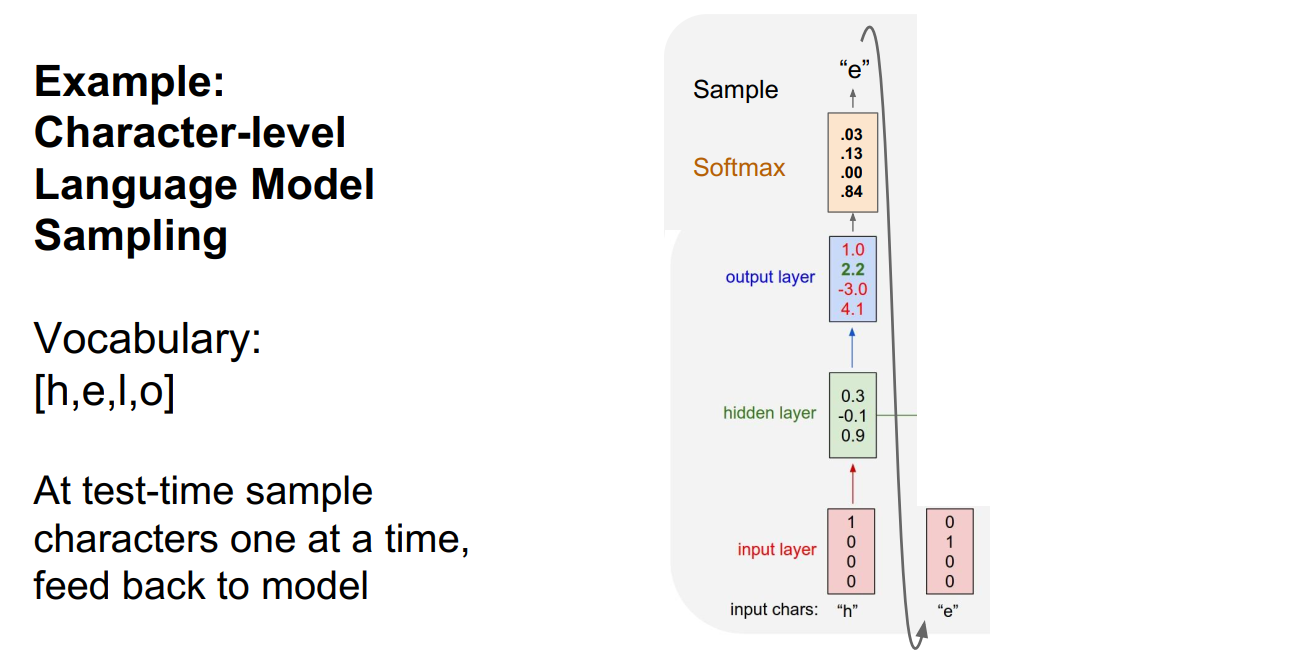 Example:
Character-level
Language Model
Sampling
Vocabulary:
[h,e,l,o]
At test-time sample
characters one at a time,
feed back to model
“e”
Sample
Softmax
.03
.13
.00
.84
output layer
1.0
2.2
-3.0
4.1
hidden layer
0.3
-0.1
0.9
input layer
1
0
0
0
0
1
0
0
input chars: “h” “e”